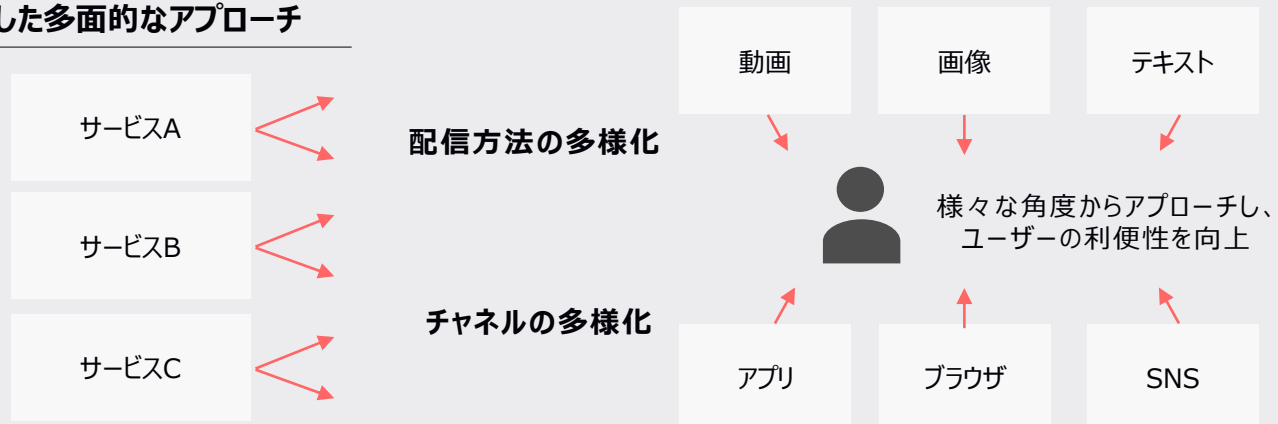 した多面的なアプローチ
サービスA
サービスB
サービスC
配信方法の多様化
チャネルの多様化
動画
画像
テキスト
様々な角度からアプローチし、
ユーザーの利便性を向上
アプリ
ブラウザ
SNS